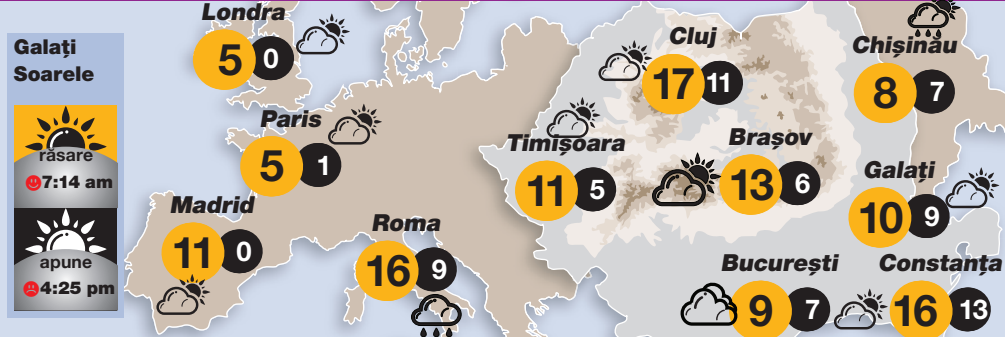 Galați
Soarele
răsare
7:14 am
apune
4:25 pm
Londra
5 0
Paris
5 1
Madrid
11 0
Roma
16 9
Cluj
17 11
Timișoara
11 5
Brașov
13 6
București
9 7
Chișinău
8 7
Galați
10 9
Constanța
16 13